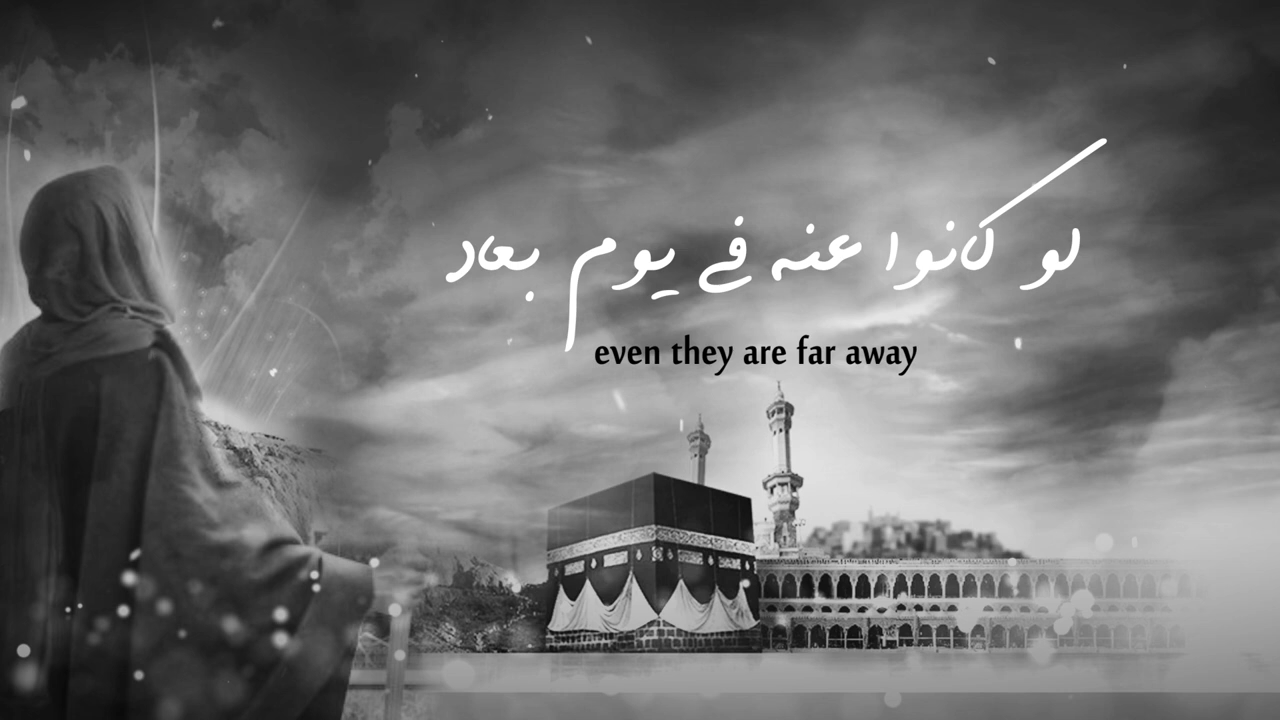 لو كانوا عنه في يوم بعاد
even they are far away